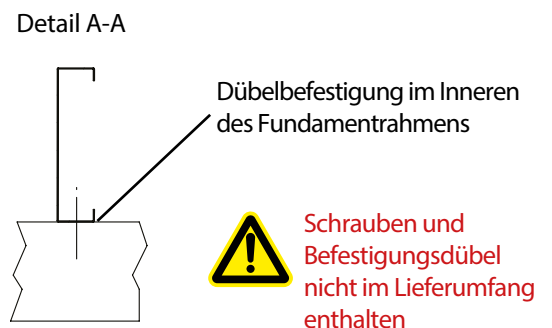 Detail A-A
Dübelbefestigung im Inneren
des Fundamentrahmens
Schrauben und
Befestigungsdübel
nicht im Lieferumfang
enthalten